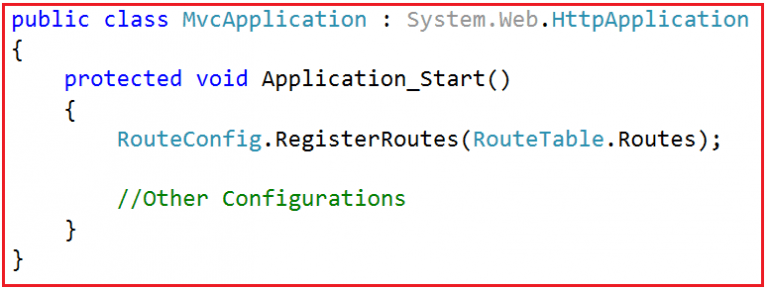 public class MvcApplication : System.Web.HttpApplication
{
    protected void Application_Start()
    {
        RouteConfig.RegisterRoutes(RouteTable.Routes);
        //Other Configurations
    }
}